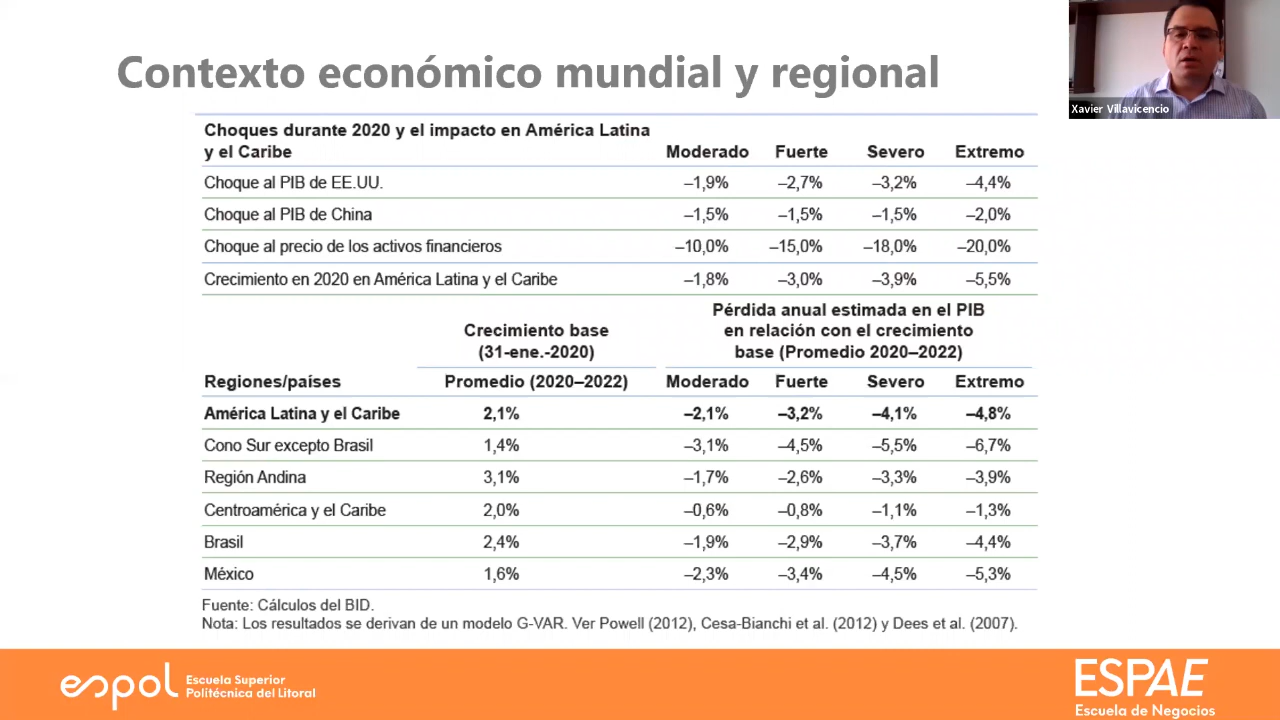 Contexto económico mundial y regional
Xavier Villavicencio
Choques durante 2020 y el impacto en América Latina
y el Caribe Moderado Fuerte Severo Extremo
Choque al PIB de EE.UU. –1,9% –2,7% –3,2% –4,4%
Choque al PIB de China –1,5% –1,5% –1,5% –2,0%
Choque al precio de los activos financieros –10,0% –15,0% –18,0% –20,0%
Crecimiento en 2020 en América Latina y el Caribe –1,8% –3,0% –3,9% –5,5%
Pérdida anual estimada en el PIB
Crecimiento base en relación con el crecimiento
(31-ene.-2020) base (Promedio 2020–2022)
Regiones/países Promedio (2020–2022) Moderado Fuerte Severo Extremo
América Latina y el Caribe 2,1% –2,1% –3,2% –4,1% –4,8%
Cono Sur excepto Brasil 1,4% –3,1% –4,5% –5,5% –6,7%
Región Andina 3,1% –1,7% –2,6% –3,3% –3,9%
Centroamérica y el Caribe 2,0% –0,6% –0,8% –1,1% –1,3%
Brasil 2,4% –1,9% –2,9% –3,7% –4,4%
México 1,6% –2,3% –3,4% –4,5% –5,3%
Fuente: Cálculos del BID.
Nota: Los resultados se derivan de un modelo G-VAR. Ver Powell (2012), Cesa-Bianchi et al. (2012) y Dees et al. (2007).
espol Escuela Superior
Politécnica del Litoral
ESPAE
Escuela de Negocios